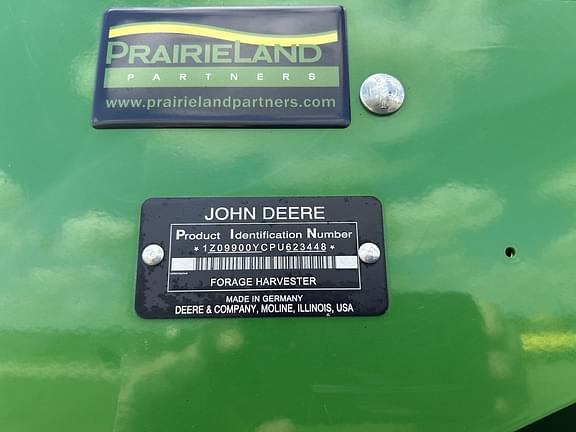 PRAIRIELAND
PARTNERS
www.prairielandpartners.com
JOHN DEERE
Product Identification Number
*1Z09900YCPU623448*
FORAGE HARVESTER
MADE IN GERMANY
DEERE & COMPANY, MOLINE, ILLINOIS, USA